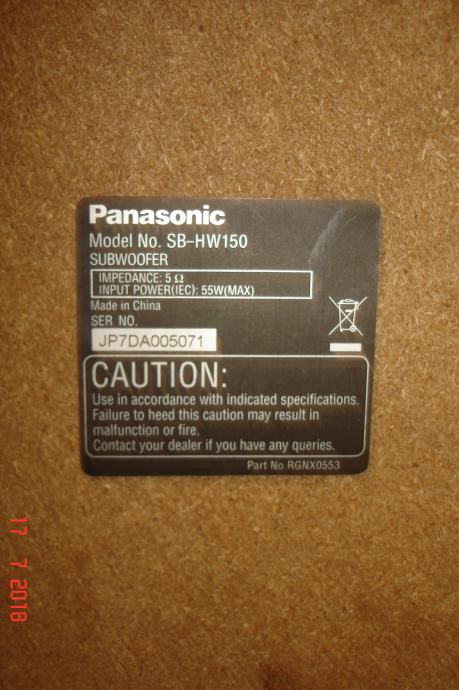 Panasonic
Model No. SB-HW150
SUBWOOFER
IMPEDANCE: 5 Ω
INPUT POWER(IEC): 55W(MAX)
Made in China
SER NO.
JP7DA005071
CAUTION:
Use in accordance with indicated specifications.
Failure to heed this caution may result in
malfunction or fire.
Contact your dealer if you have any queries.
Part No.RGNX0553
17 7 2018